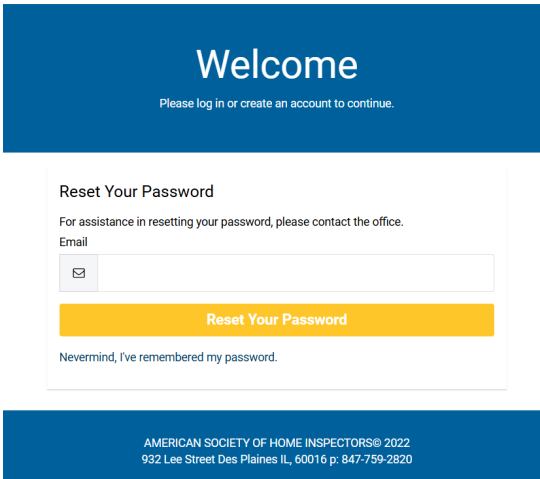 Welcome
Please log in or create an account to continue.
Reset Your Password
For assistance in resetting your password, please contact the office.
Email
Reset Your Password
Nevermind, I've remembered my password.
AMERICAN SOCIETY OF HOME INSPECTORS© 2022
932 Lee Street Des Plaines IL, 60016 p: 847-759-2820